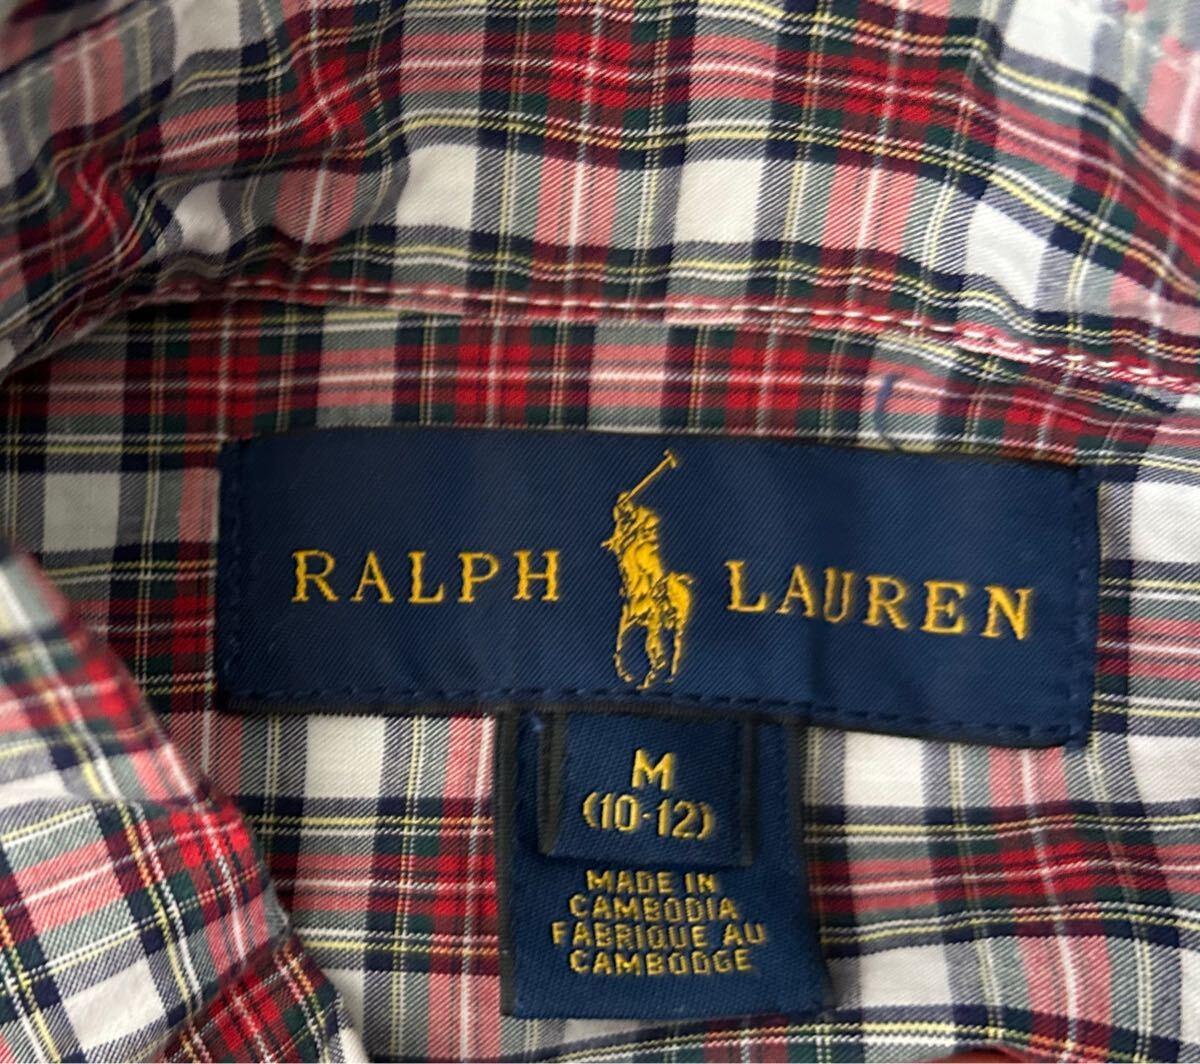 RALPH LAUREN
M
(10-12)
MADE IN
CAMBODIA
FABRIQUE AU
CAMBODGE